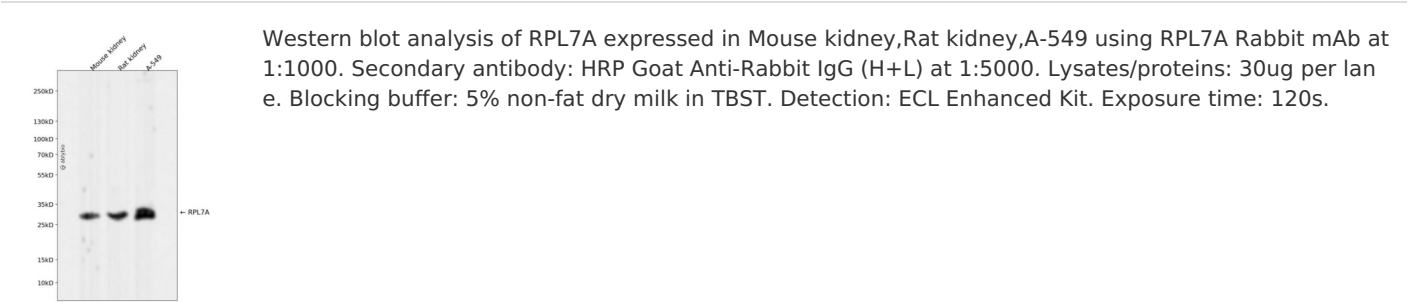 Mouse kidney
Rat kidney
A-549
Western blot analysis of RPL7A expressed in Mouse kidney,Rat kidney,A-549 using RPL7A Rabbit mAb at
1:1000. Secondary antibody: HRP Goat Anti-Rabbit IgG (H+L) at 1:5000. Lysates/proteins: 30ug per lan
e. Blocking buffer: 5% non-fat dry milk in TBST. Detection: ECL Enhanced Kit. Exposure time: 120s.
250kD
130kD
100kD
70kD
55kD
35kD
25kD
15kD
10kD
← RPL7A